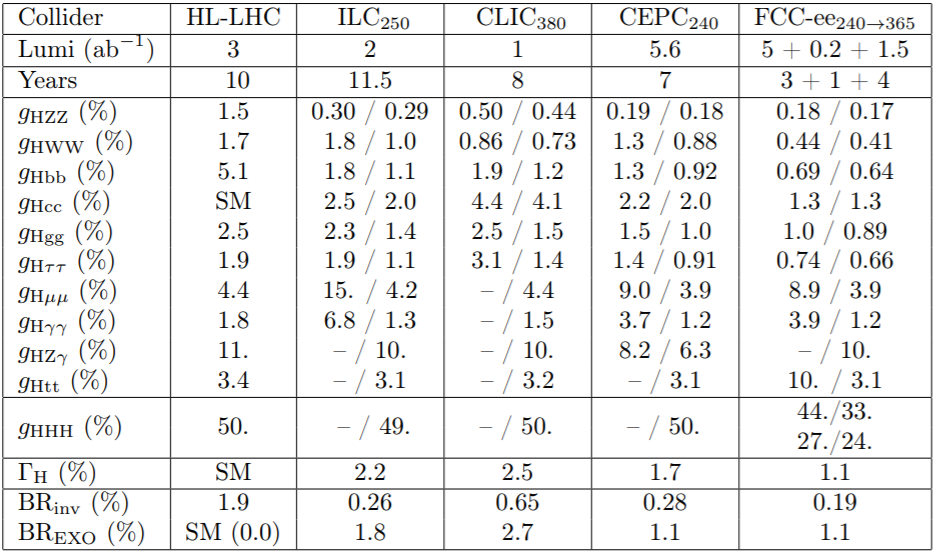 Collider HL-LHC ILC250 CLIC380 CEPC240 FCC-ee240→365
Lumi (ab−1) 3 2 1 5.6 5 + 0.2 + 1.5
Years 10 11.5 8 7 3 + 1 + 4
gHZZ (%) 1.5 0.30 / 0.29 0.50 / 0.44 0.19 / 0.18 0.18 / 0.17
gHWW (%) 1.7 1.8 / 1.0 0.86 / 0.73 1.3 / 0.88 0.44 / 0.41
gHbb (%) 5.1 1.8 / 1.1 1.9 / 1.2 1.3 / 0.92 0.69 / 0.64
gHcc (%) SM 2.5 / 2.0 4.4 / 4.1 2.2 / 2.0 1.3 / 1.3
gHgg (%) 2.5 2.3 / 1.4 2.5 / 1.5 1.5 / 1.0 1.0 / 0.89
gHττ (%) 1.9 1.9 / 1.1 3.1 / 1.4 1.4 / 0.91 0.74 / 0.66
gHμμ (%) 4.4 15. / 4.2 – / 4.4 9.0 / 3.9 8.9 / 3.9
gHγγ (%) 1.8 6.8 / 1.3 – / 1.5 3.7 / 1.2 3.9 / 1.2
gHZγ (%) 11. – / 10. – / 10. 8.2 / 6.3 – / 10.
gHtt (%) 3.4 – / 3.1 – / 3.2 – / 3.1 10. / 3.1
gHHH (%) 50. – / 49. – / 50. – / 50. 44./33.
27./24.
ΓH (%) SM 2.2 2.5 1.7 1.1
BRinv (%) 1.9 0.26 0.65 0.28 0.19
BREXO (%) SM (0.0) 1.8 2.7 1.1 1.1